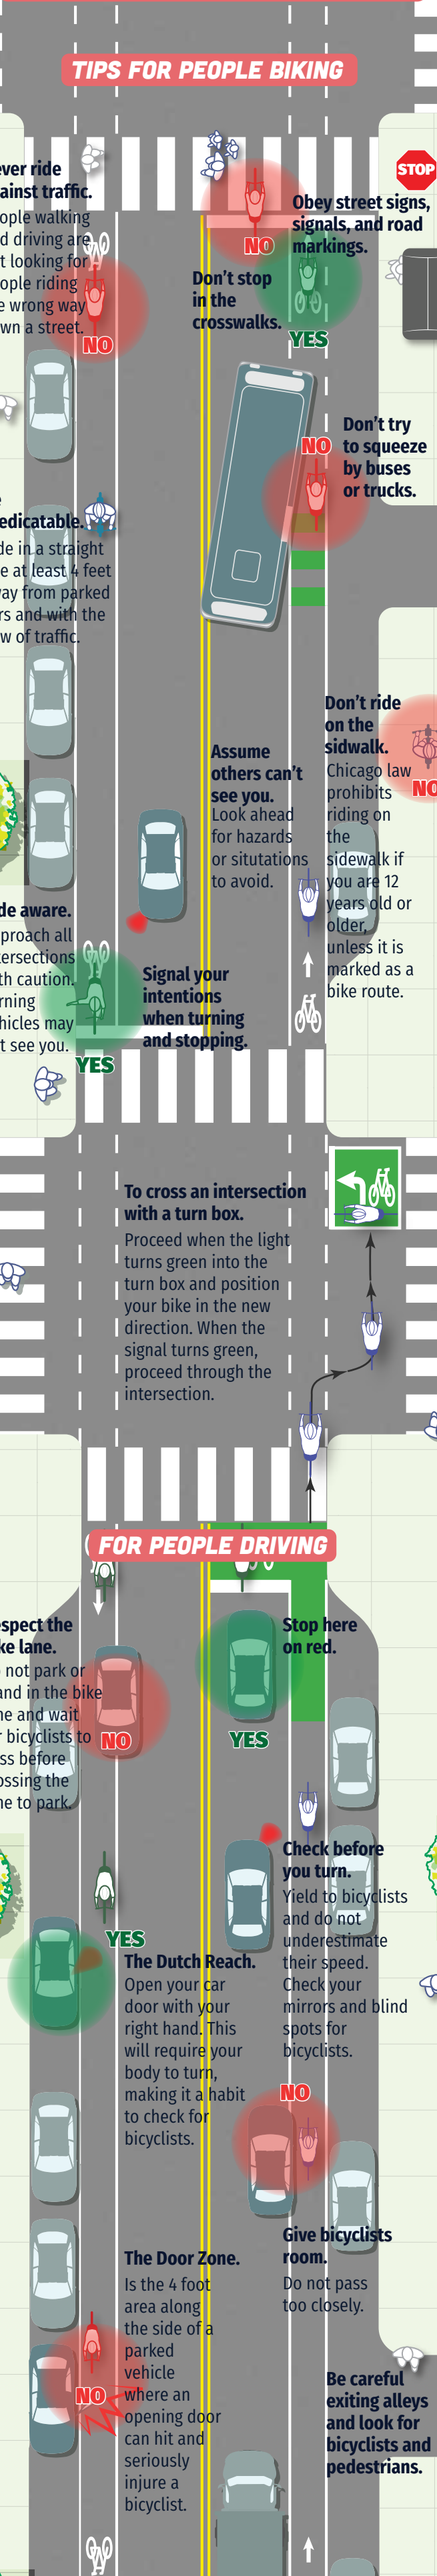 TIPS FOR PEOPLE BIKING
ever ride
ainst traffic.
ople walking
d driving are
t looking for
ople riding
e wrong way
wn a street.
NO
STOP
Obey street signs,
signals, and road
markings.
NO
Don't stop
in the
crosswalks.
YES
Don't try
to squeeze
by buses
or trucks.
NO
e
edicatable.
de in a straight
e at least 4 feet
way from parked
rs and with the
w of traffic.
Don't ride
on the
sidwalk.
Chicago law
prohibits
riding on
the
sidewalk if
you are 12
years old or
older,
unless it is
marked as a
bike route.
NO
Assume
others can't
see you.
Look ahead
for hazards
or situtations
to avoid.
de aware.
proach all
tersections
th caution.
rning
hicles may
t see you.
Signal your
intentions
when turning
and stopping.
YES
To cross an intersection
with a turn box.
Proceed when the light
turns green into the
turn box and position
your bike in the new
direction. When the
signal turns green,
proceed through the
intersection.
FOR PEOPLE DRIVING
espect the
ke lane.
not park or
and in the bike
ne and wait
r bicyclists to
ss before
ossing the
ne to park.
NO
Stop here
on red.
YES
Check before
you turn.
Yield to bicyclists
and do not
underestimate
their speed.
Check your
mirrors and blind
spots for
bicyclists.
YES
The Dutch Reach.
Open your car
door with your
right hand. This
will require your
body to turn,
making it a habit
to check for
bicyclists.
NO
Give bicyclists
room.
Do not pass
too closely.
The Door Zone.
Is the 4 foot
area along
the side of a
parked
vehicle
where an
opening door
can hit and
seriously
injure a
bicyclist.
NO
Be careful
exiting alleys
and look for
bicyclists and
pedestrians.